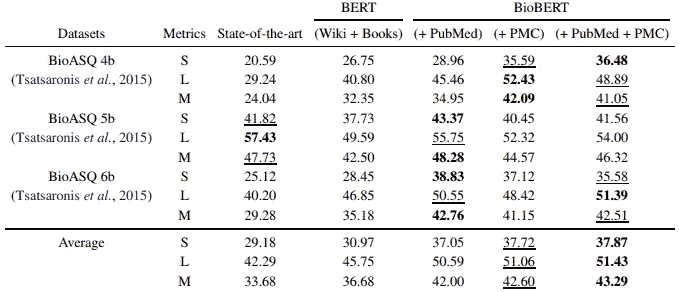 BERT BioBERT
Datasets Metrics State-of-the-art (Wiki + Books) (+ PubMed) (+ PMC) (+ PubMed + PMC)
BioASQ 4b S 20.59 26.75 28.96 35.59 36.48
(Tsatsaronis et al., 2015) L 29.24 40.80 45.46 52.43 48.89
M 24.04 32.35 34.95 42.09 41.05
BioASQ 5b S 41.82 37.73 43.37 40.45 41.56
(Tsatsaronis et al., 2015) L 57.43 49.59 55.75 52.32 54.00
M 47.73 42.50 48.28 44.57 46.32
BioASQ 6b S 25.12 28.45 38.83 37.12 35.58
(Tsatsaronis et al., 2015) L 40.20 46.85 50.55 48.42 51.39
M 29.28 35.18 42.76 41.15 42.51
Average S 29.18 30.97 37.05 37.72 37.87
L 42.29 45.75 50.59 51.06 51.43
M 33.68 36.68 42.00 42.60 43.29